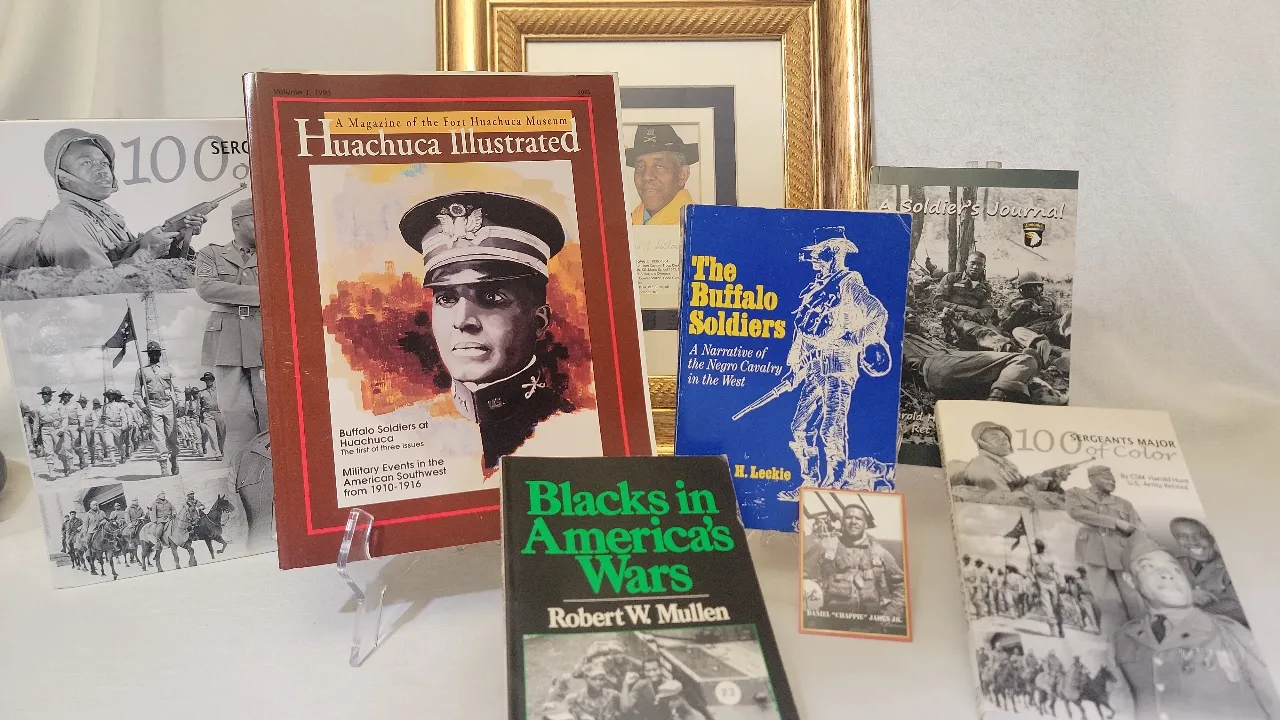 100
SERG
Volume 1, 1995
1995
A Magazine of the Fort Huachuca Museum
Huachuca Illustrated
Buffalo Soldiers at
Huachuca
The first of three issues
Military Events in the
American Southwest
from 1910-1916
The
Buffalo
Soldiers
A Narrative of
the Negro Cavalry
in the West
H. Leckie
A Soldier's Journal
Blacks in
America's
Wars
Robert W. Mullen
DANIEL "CHAPPIE" JAMES JR.
100 SERGEANTS MAJOR
of Color
By CSM Harold Hunt
U.S. Army, Retired